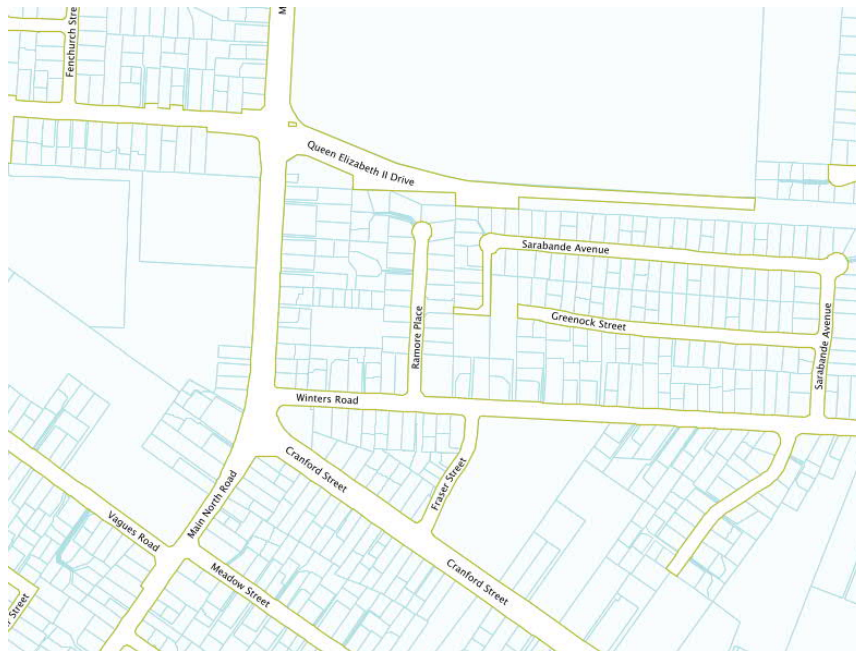 M
Fenchurch Stre
Queen Elizabeth II Drive
Sarabande Avenue
Greenock Street
Ramore Place
Sarabande Avenue
Winters Road
Cranford Street
Fraser Street
Main North Road
Vagues Road
Meadow Street
Cranford Street
r Street